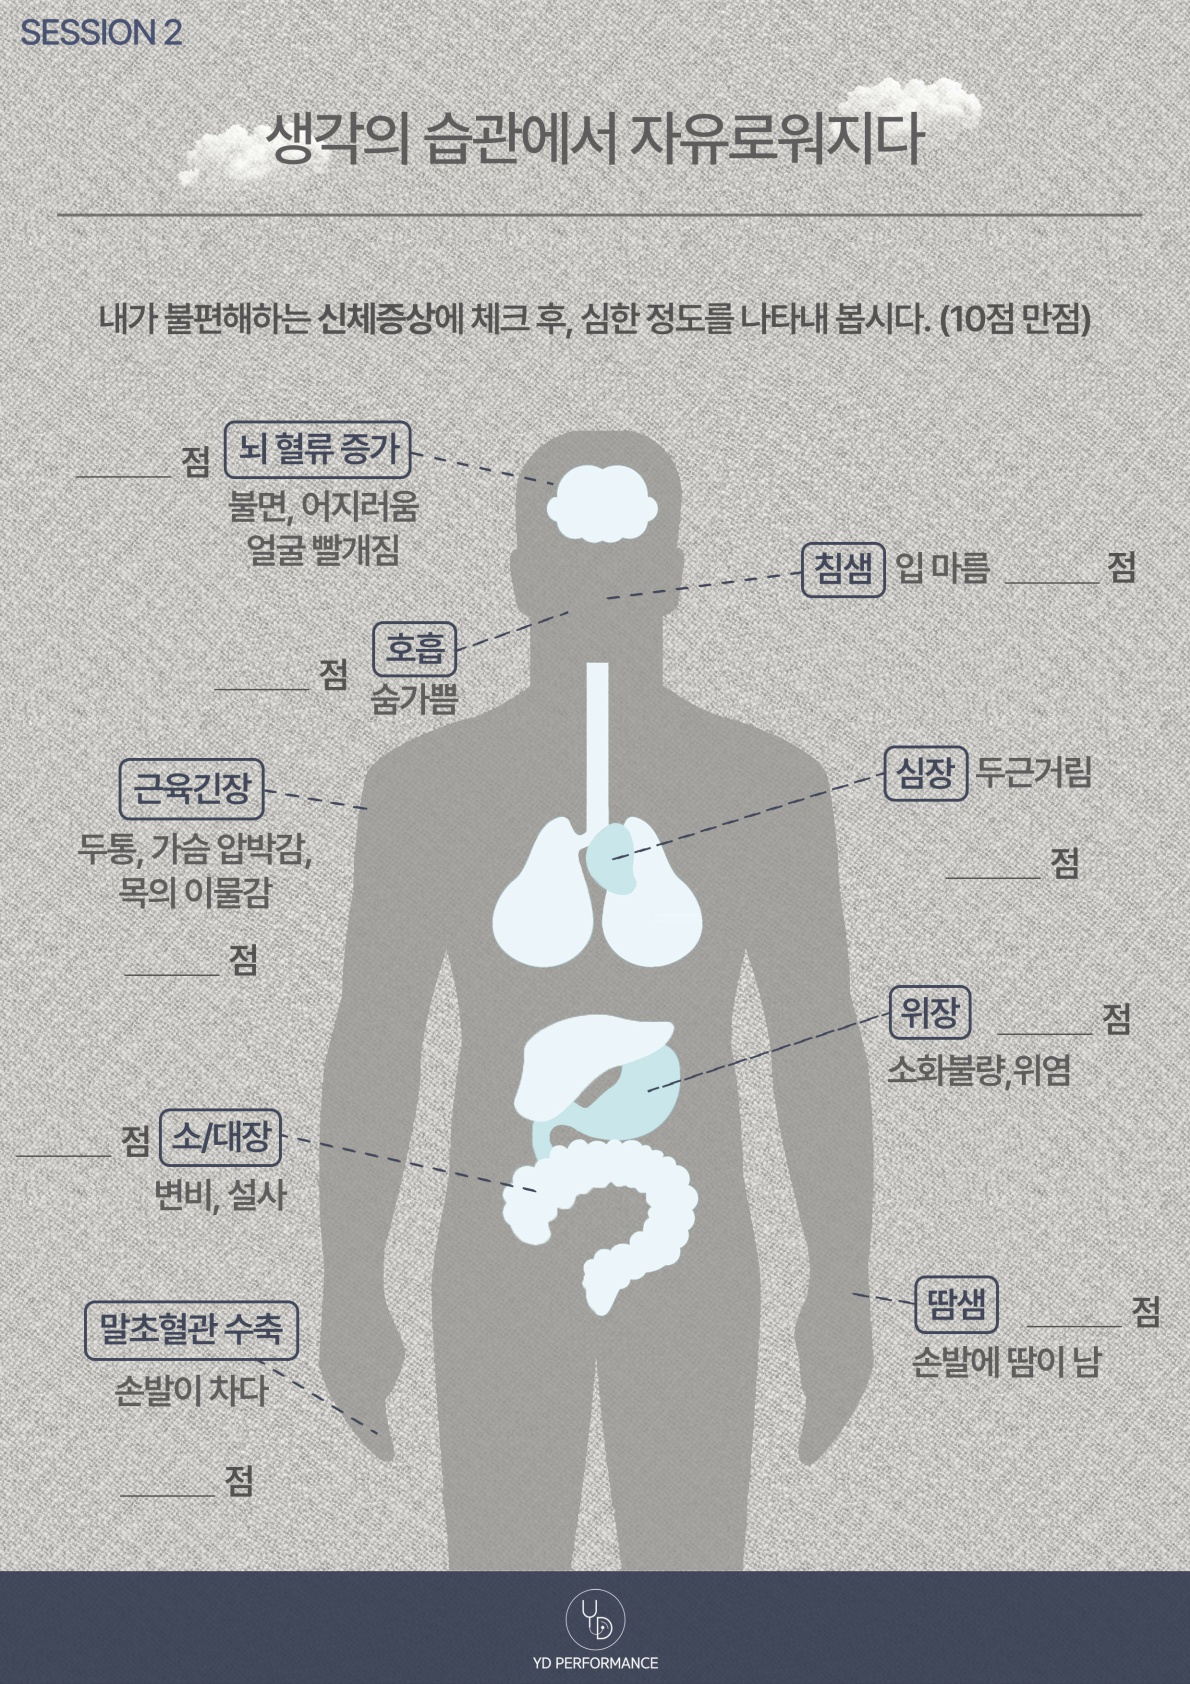 SESSION 2
생각의 습관에서 자유로워지다
내가 불편해하는 신체증상에 체크 후, 심한 정도를 나타내 봅시다. (10점 만점)
______ 점 뇌 혈류 증가
불면, 어지러움
얼굴 빨개짐
침샘 입 마름 ______ 점
______ 점 호흡
숨가쁨
근육긴장
두통, 가슴 압박감,
목의 이물감
______ 점
심장 두근거림
______ 점
위장 ______ 점
소화불량,위염
______ 점 소/대장
변비, 설사
말초혈관 수축
손발이 차다
______ 점
땀샘 ______ 점
손발에 땀이 남
YD
YD PERFORMANCE